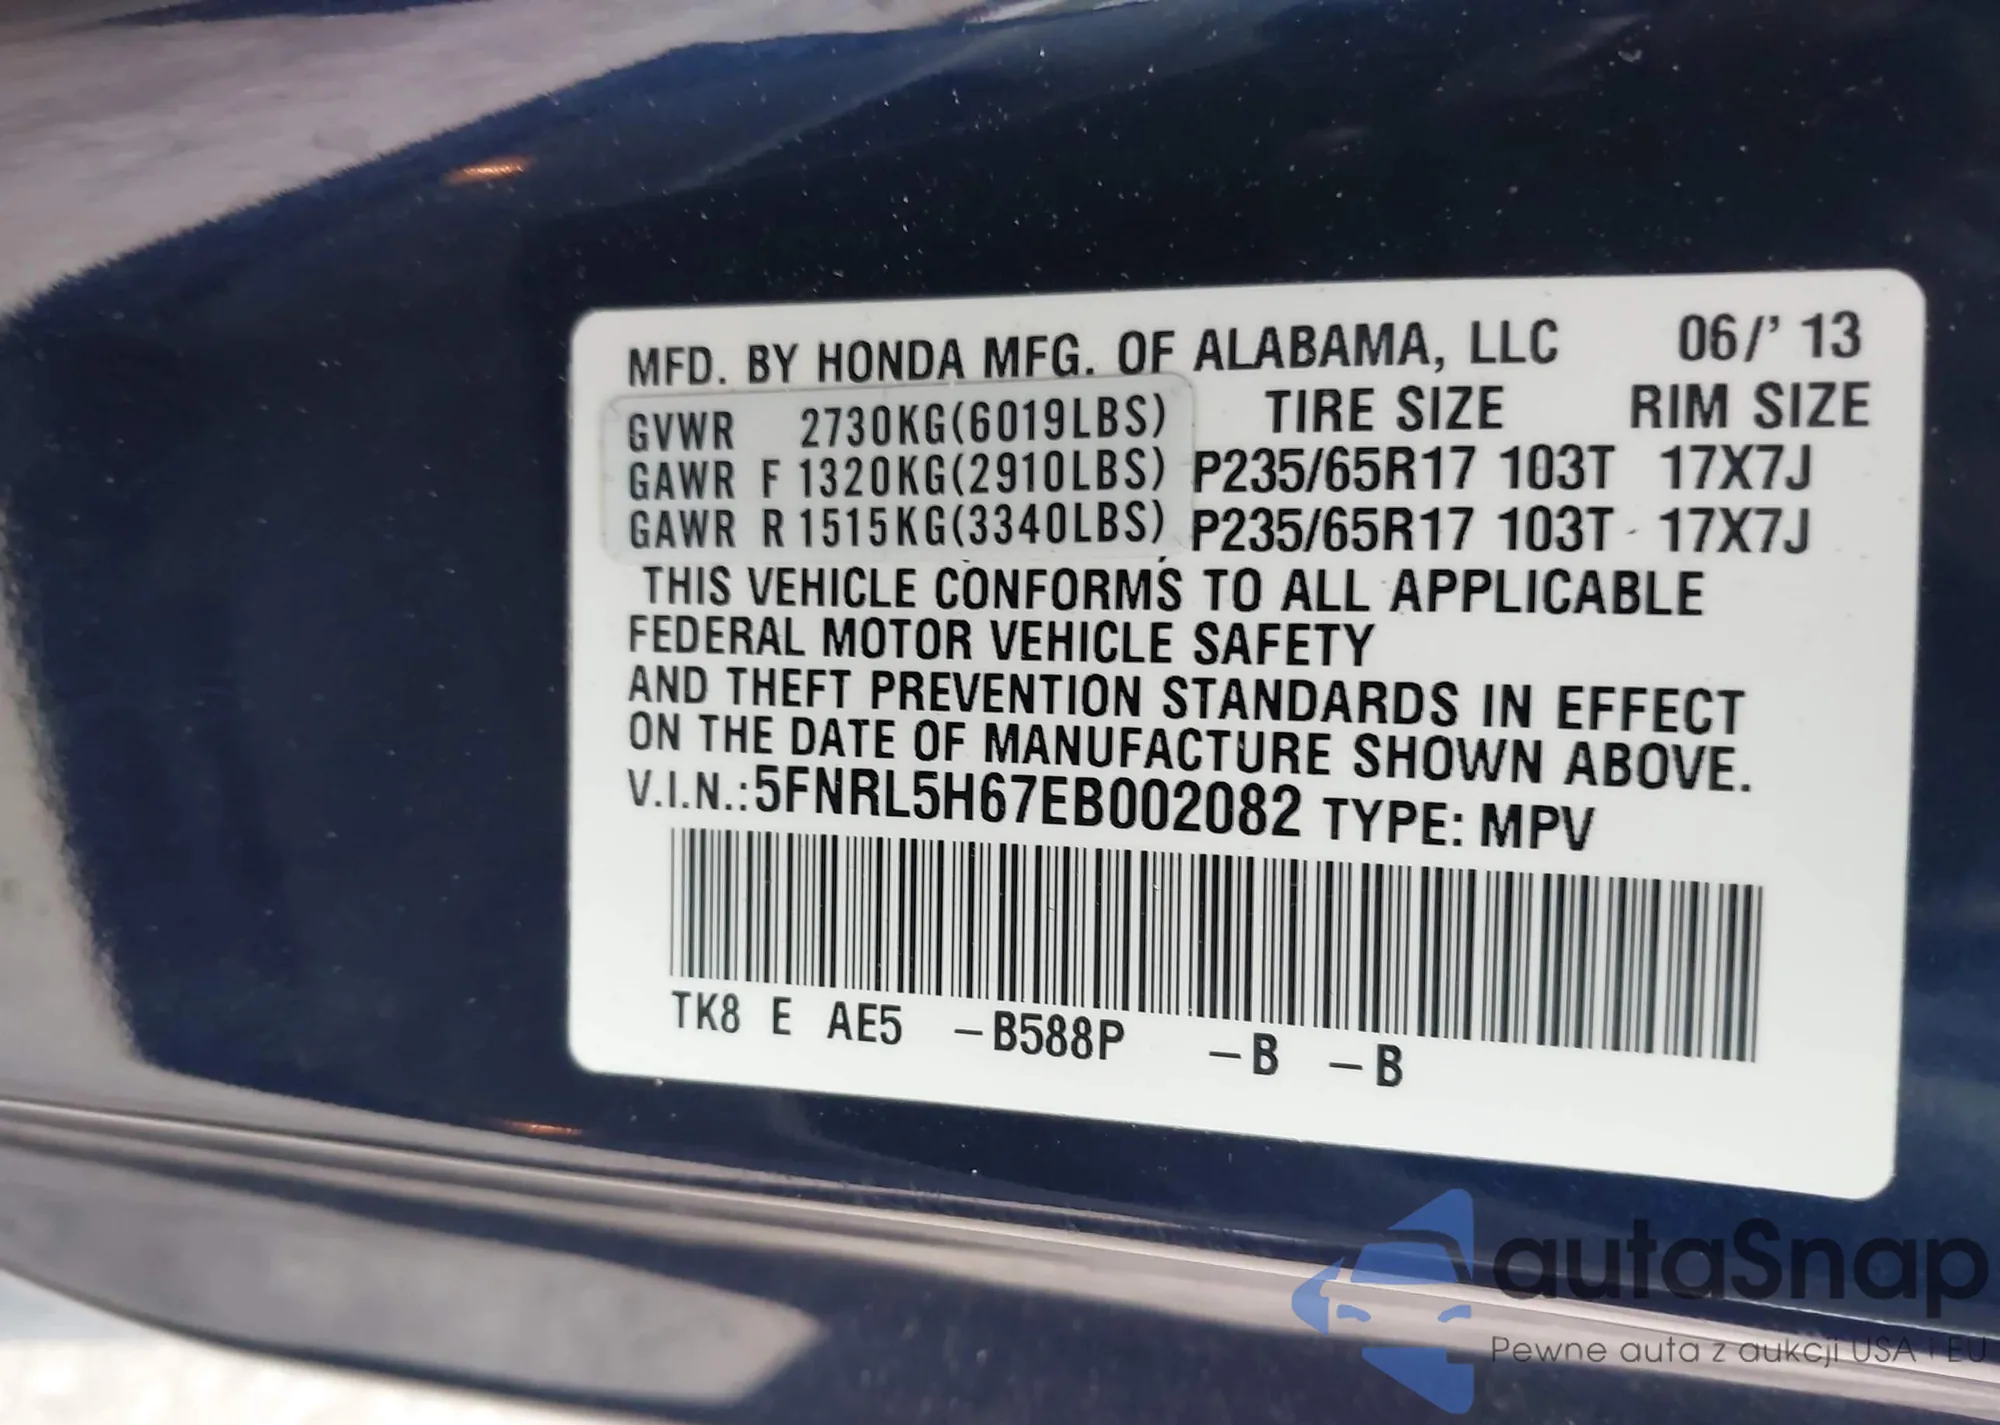 MFD. BY HONDA MFG. OF ALABAMA, LLC 06/' 13
GVWR 2730KG(6019LBS) TIRE SIZE RIM SIZE
GAWR F 1320KG(2910LBS) P235/65R17 103T 17X7J
GAWR R 1515KG(3340LBS) P235/65R17 103T 17X7J
THIS VEHICLE CONFORMS TO ALL APPLICABLE
FEDERAL MOTOR VEHICLE SAFETY
AND THEFT PREVENTION STANDARDS IN EFFECT
ON THE DATE OF MANUFACTURE SHOWN ABOVE.
V.I.N.:5FNRL5H67EB002082 TYPE: MPV
TK8 E AE5 –B588P –B –B
autaSnap
Pewne auta z aukcji USA i EU